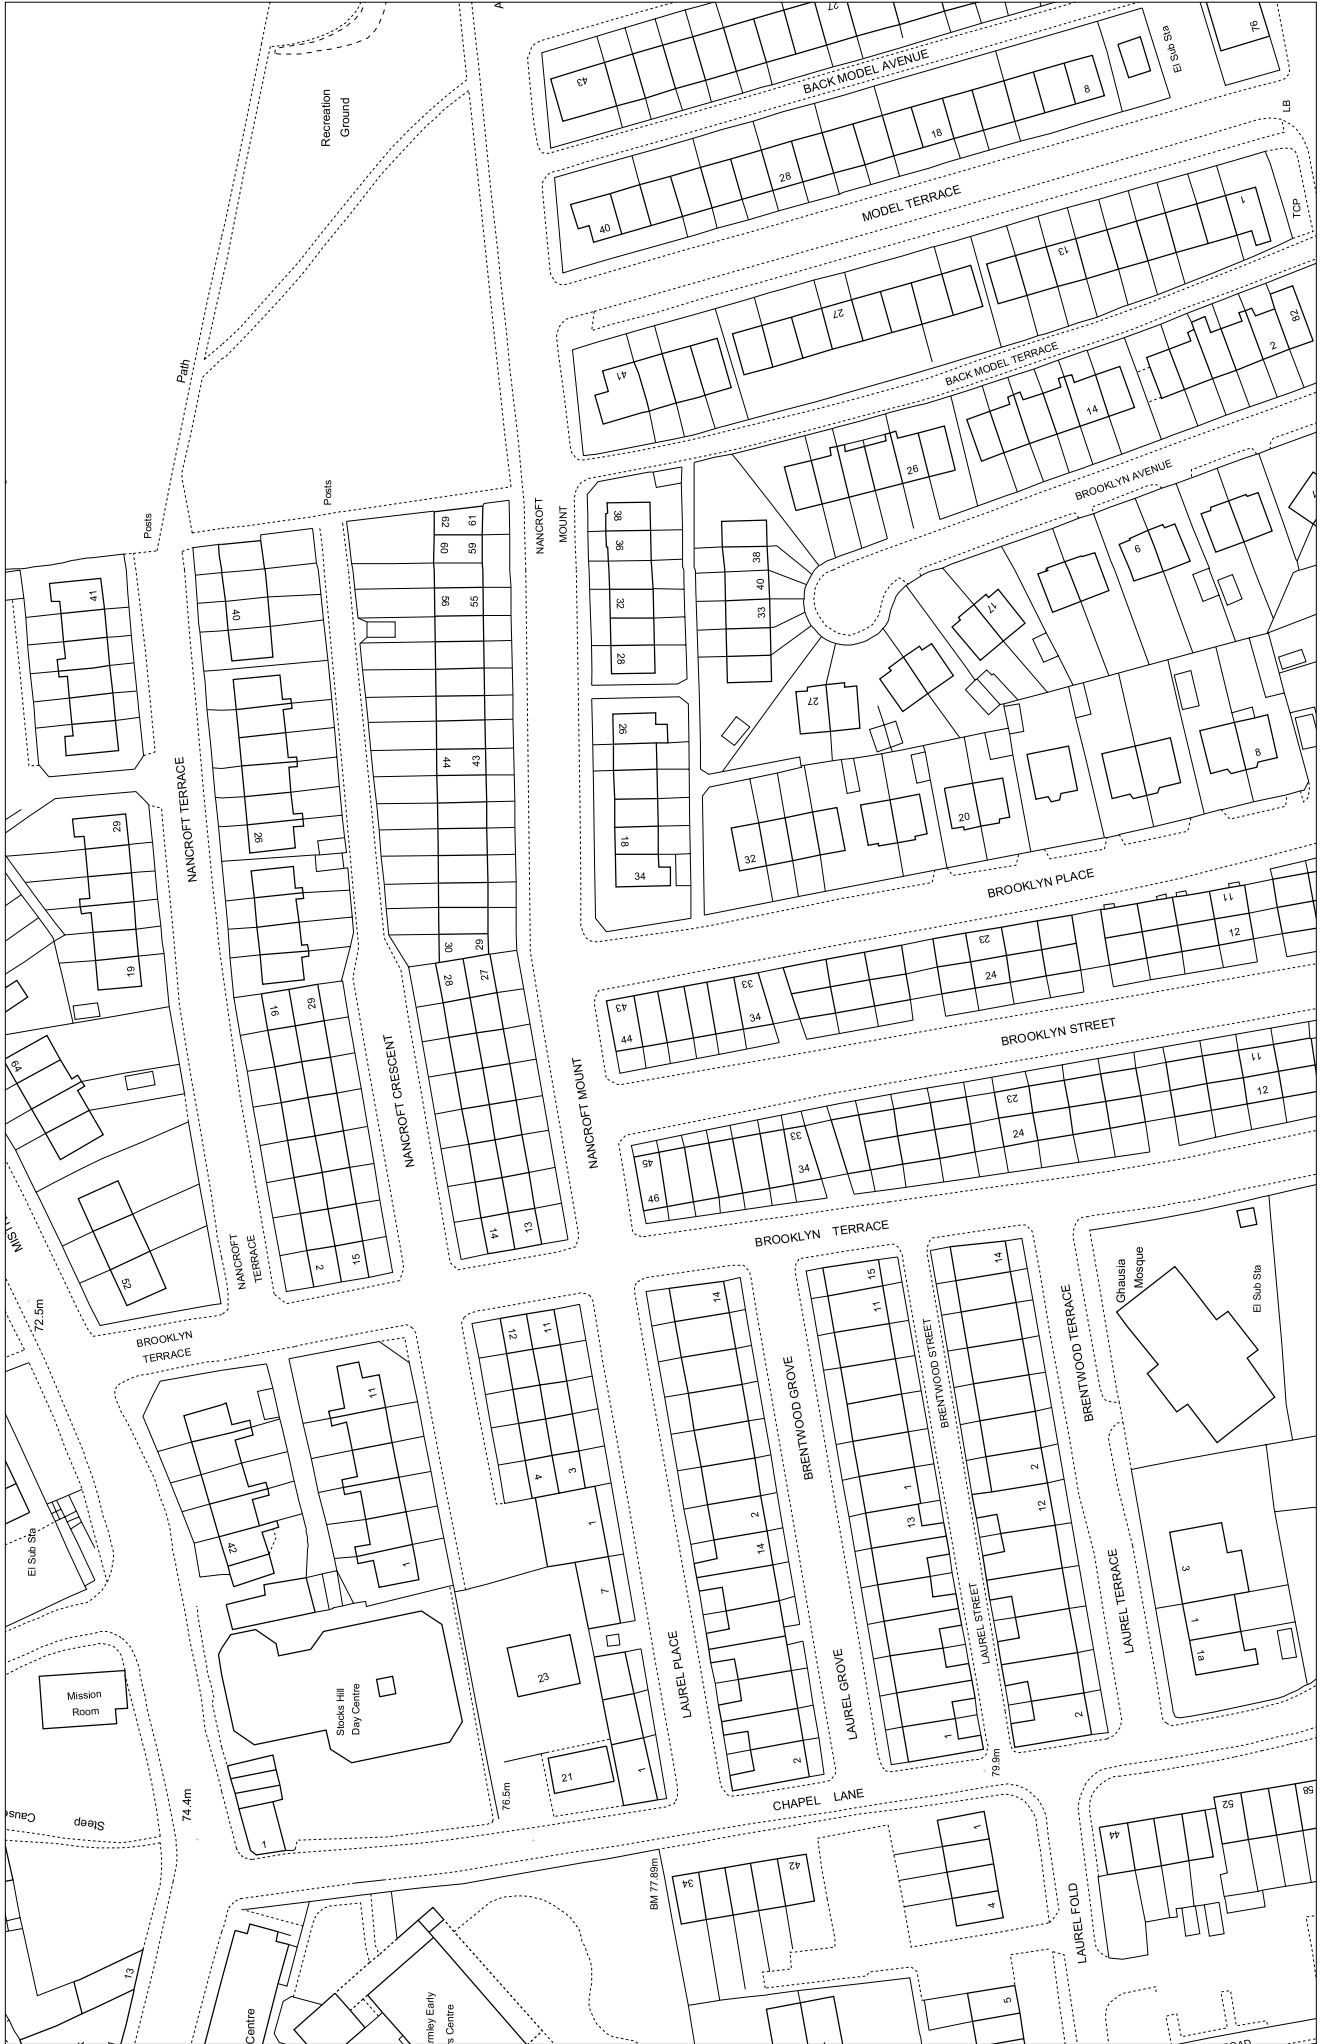 A
27
43
BACK MODEL AVENUE
El Sub Sta
76
Recreation
Ground
8
18
28
40
LB
MODEL TERRACE
1
TCP
13
27
41
Path
82
2
BACK MODEL TERRACE
14
26
BROOKLYN AVENUE
Posts
Posts
NANCROFT
MOUNT
62
61
60
59
56
55
38
36
32
28
38
40
33
6
17
27
41
40
26
44
43
26
18
34
8
20
32
NANCROFT TERRACE
29
19
BROOKLYN PLACE
11
12
23
24
33
34
43
44
30
29
28
27
16
29
64
BROOKLYN STREET
11
12
23
24
33
34
45
46
NANCROFT CRESCENT
NANCROFT MOUNT
14
13
2
15
NANCROFT
TERRACE
52
72.5m
BROOKLYN
TERRACE
BROOKLYN TERRACE
14
15
11
14
Ghausia
Mosque
El Sub Sta
BRENTWOOD GROVE
BRENTWOOD STREET
BRENTWOOD TERRACE
12
11
4
3
1
7
11
42
1
El Sub Sta
2
14
1
13
2
12
3
1
1a
LAUREL PLACE
LAUREL GROVE
LAUREL STREET
LAUREL TERRACE
Mission
Room
Stocks Hill
Day Centre
23
21
1
2
1
2
74.4m
76.5m
79.9m
Steep
Cause
1
CHAPEL LANE
BM 77.89m
34
42
1
4
44
52
58
LAUREL FOLD
13
Centre
rmley Early
s Centre
5